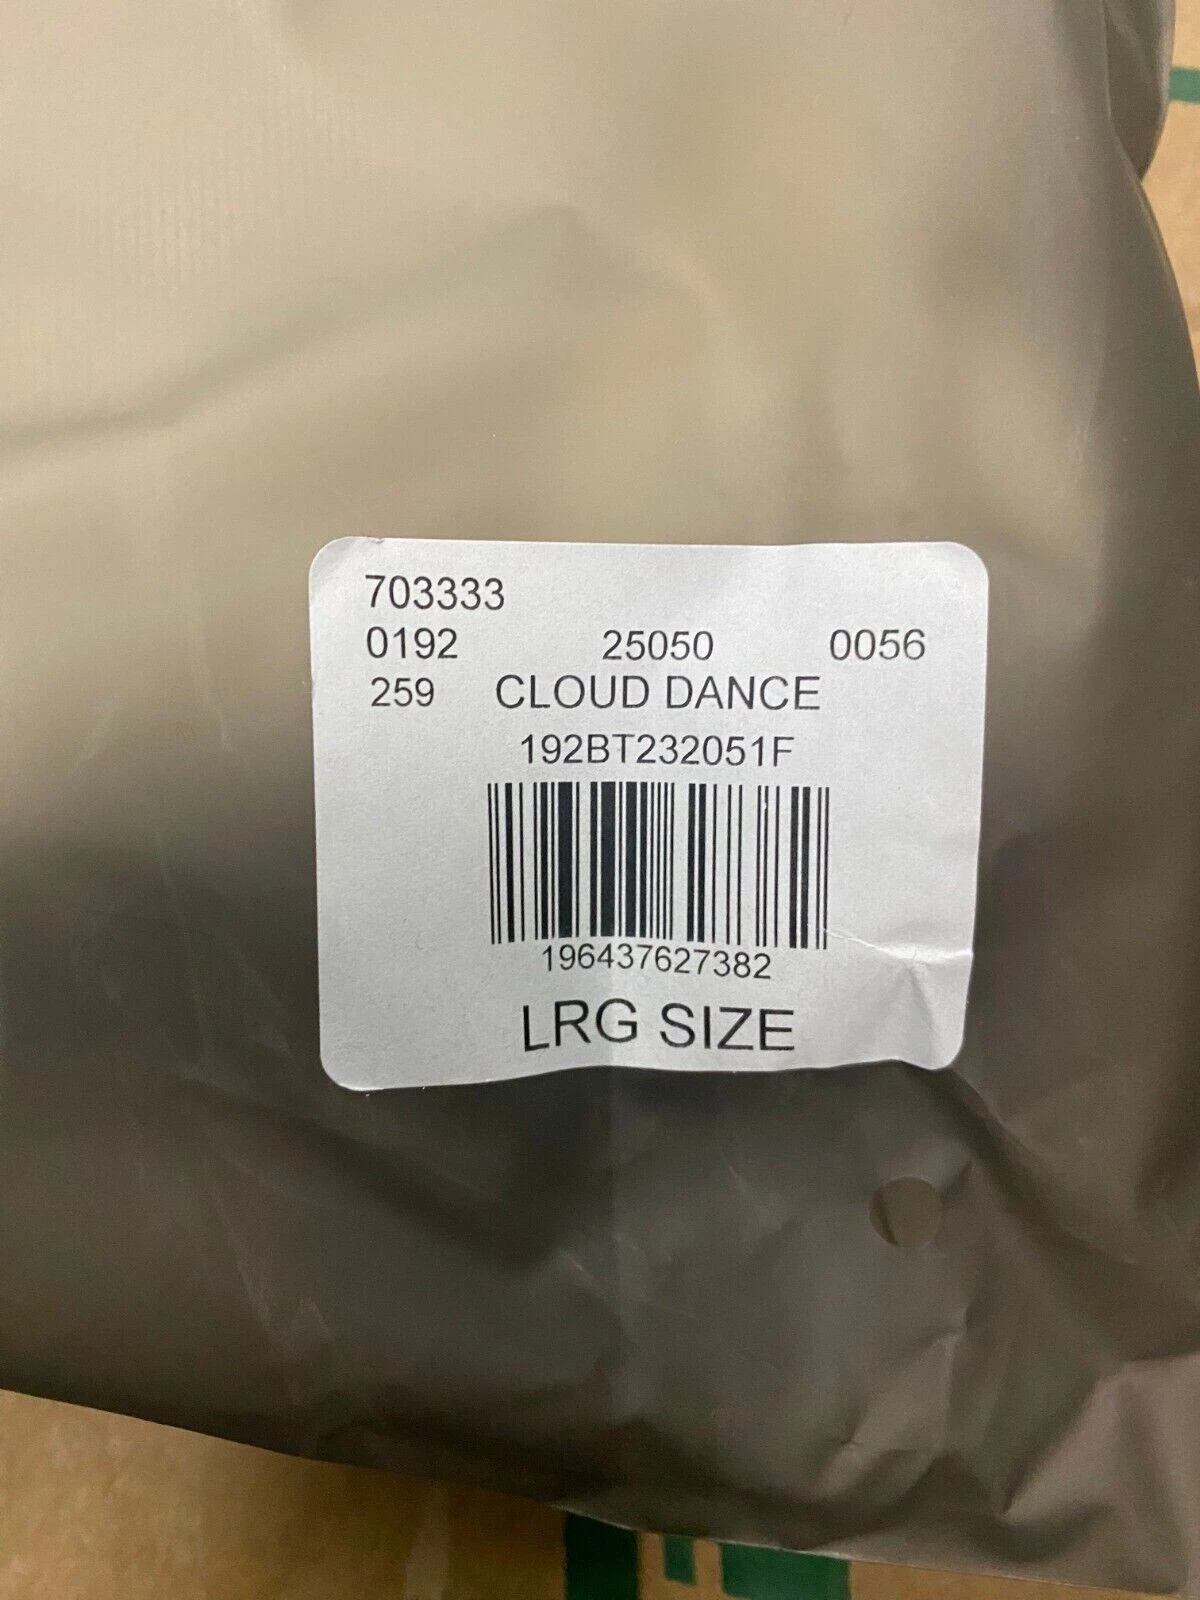 703333
0192 25050 0056
259 CLOUD DANCE
192BT232051F
196437627382
LRG SIZE